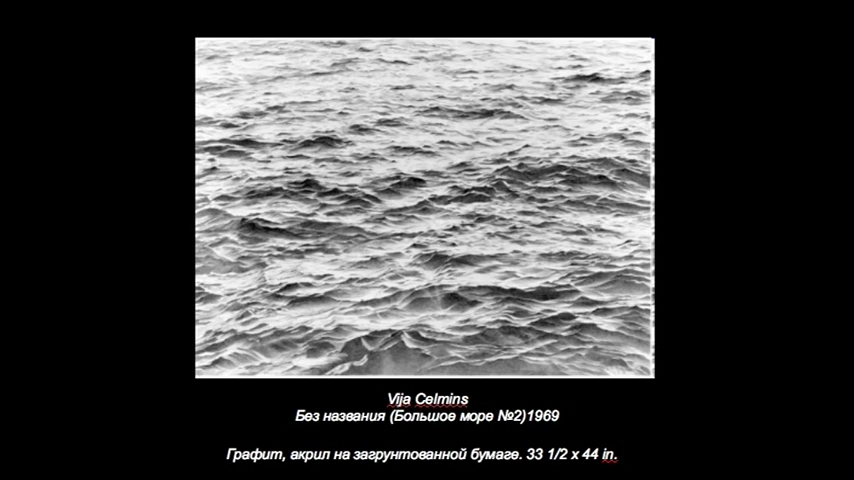 Vija Celmins
Без названия (Большое море №2)1969
Графит, акрил на загрунтованной бумаге. 33 1/2 x 44 in.